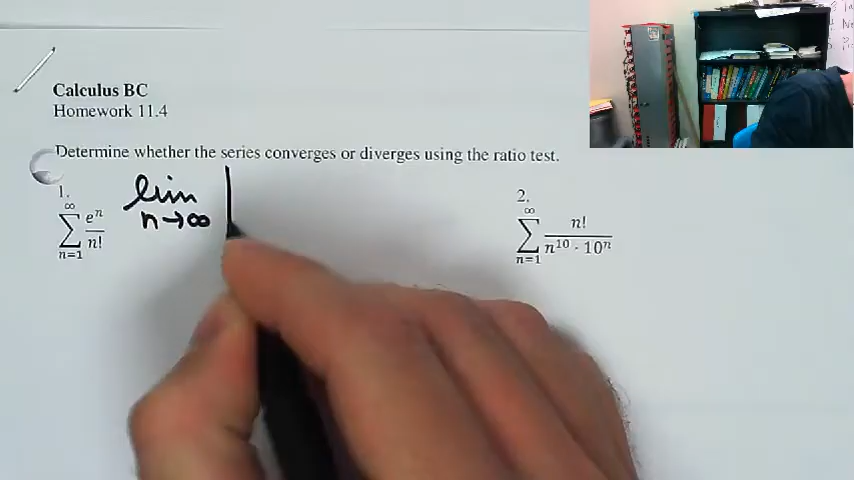 Calculus BC
Homework 11.4
Determine whether the series converges or diverges using the ratio test.
1.
∞
∑ eⁿ/n!
n=1
lim |
n→∞
2.
∞
∑ n!/(n¹⁰ · 10ⁿ)
n=1